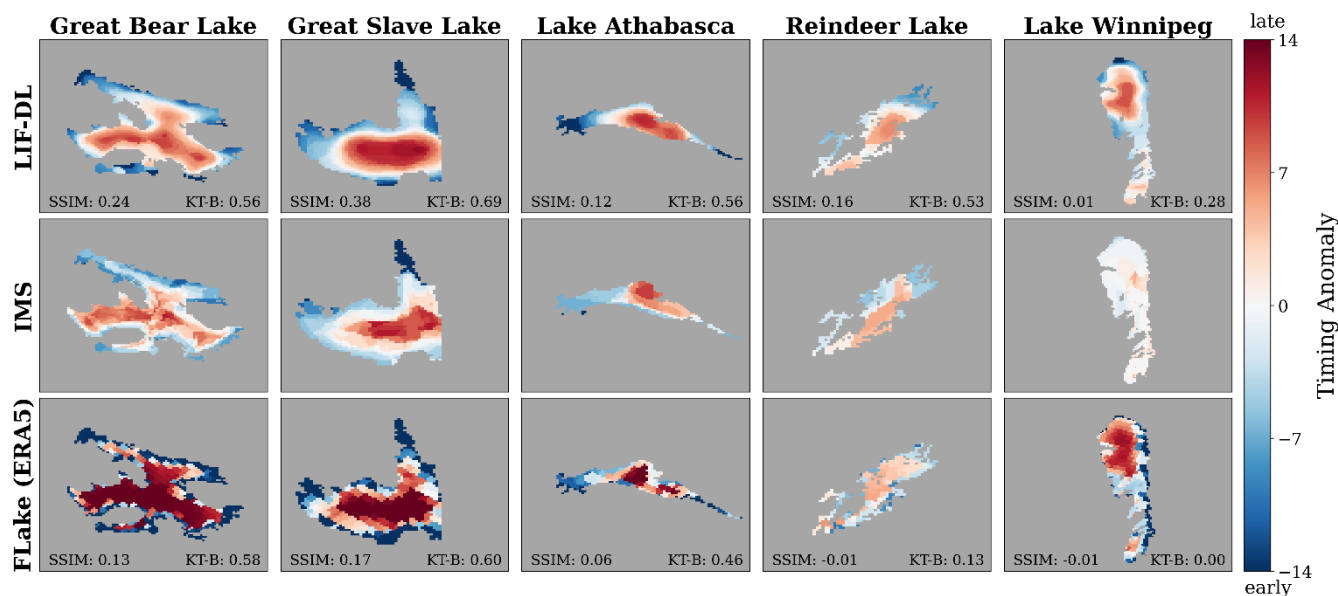 Great Bear Lake Great Slave Lake Lake Athabasca Reindeer Lake Lake Winnipeg
late
14
LIF-DL
SSIM: 0.24 KT-B: 0.56
SSIM: 0.38 KT-B: 0.69
SSIM: 0.12 KT-B: 0.56
SSIM: 0.16 KT-B: 0.53
SSIM: 0.01 KT-B: 0.28
7
IMS
0
Timing Anomaly
−7
FLake (ERA5)
SSIM: 0.13 KT-B: 0.58
SSIM: 0.17 KT-B: 0.60
SSIM: 0.06 KT-B: 0.46
SSIM: -0.01 KT-B: 0.13
SSIM: -0.01 KT-B: 0.00
−14
early